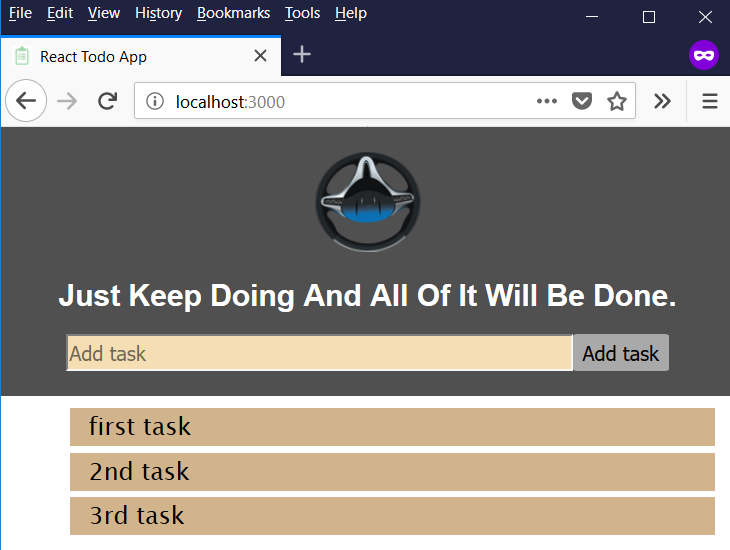 File Edit View History Bookmarks Tools Help
React Todo App
localhost:3000
Just Keep Doing And All Of It Will Be Done.
Add task Add task
first task
2nd task
3rd task